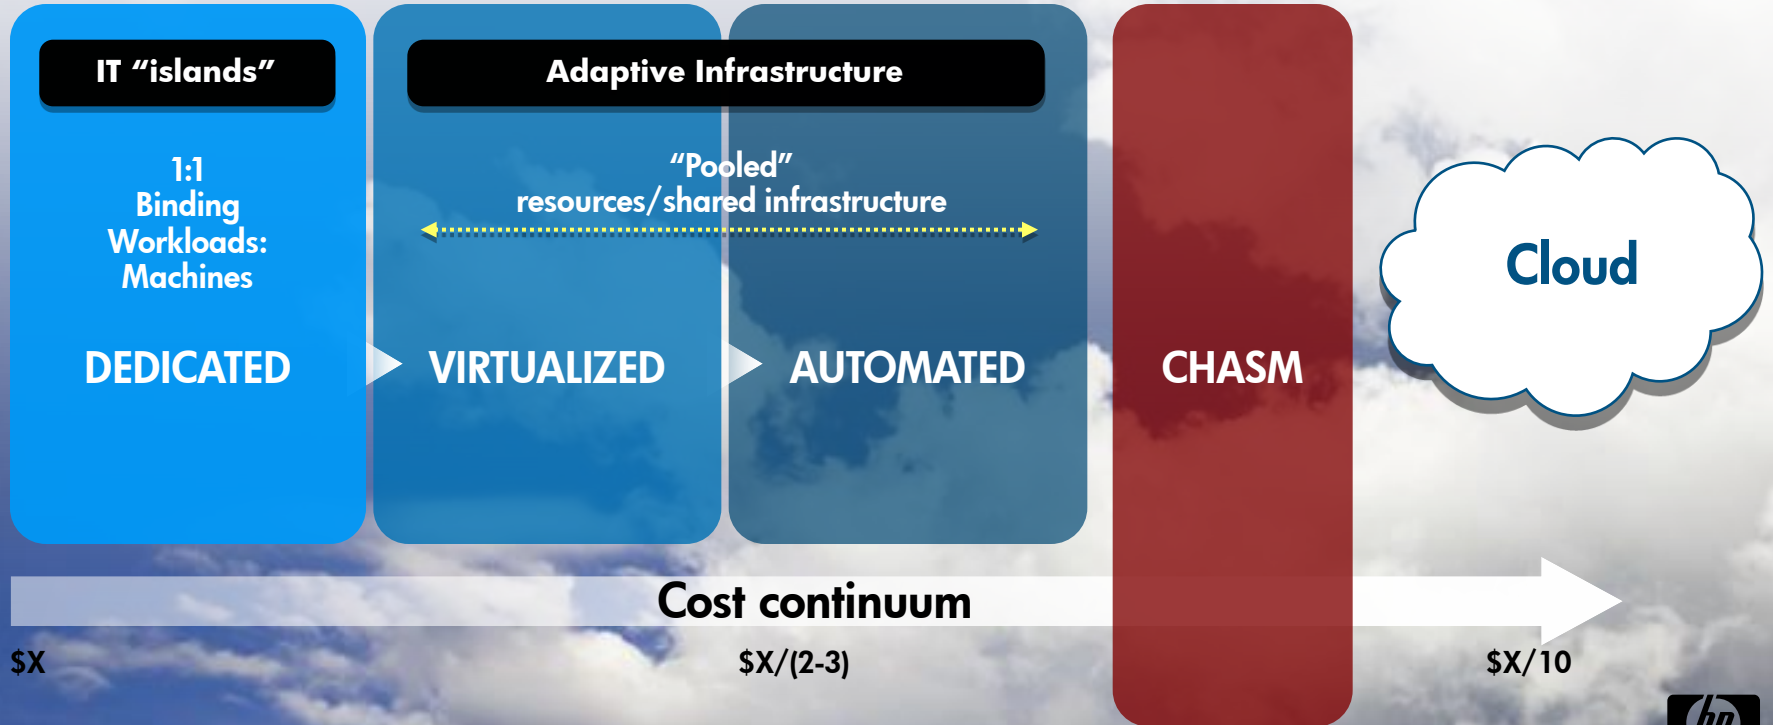 IT “islands”
Adaptive Infrastructure
1:1
Binding
Workloads:
Machines
“Pooled”
resources/shared infrastructure
DEDICATED
VIRTUALIZED
AUTOMATED
CHASM
Cloud
Cost continuum
$X
$X/(2-3)
$X/10
hp